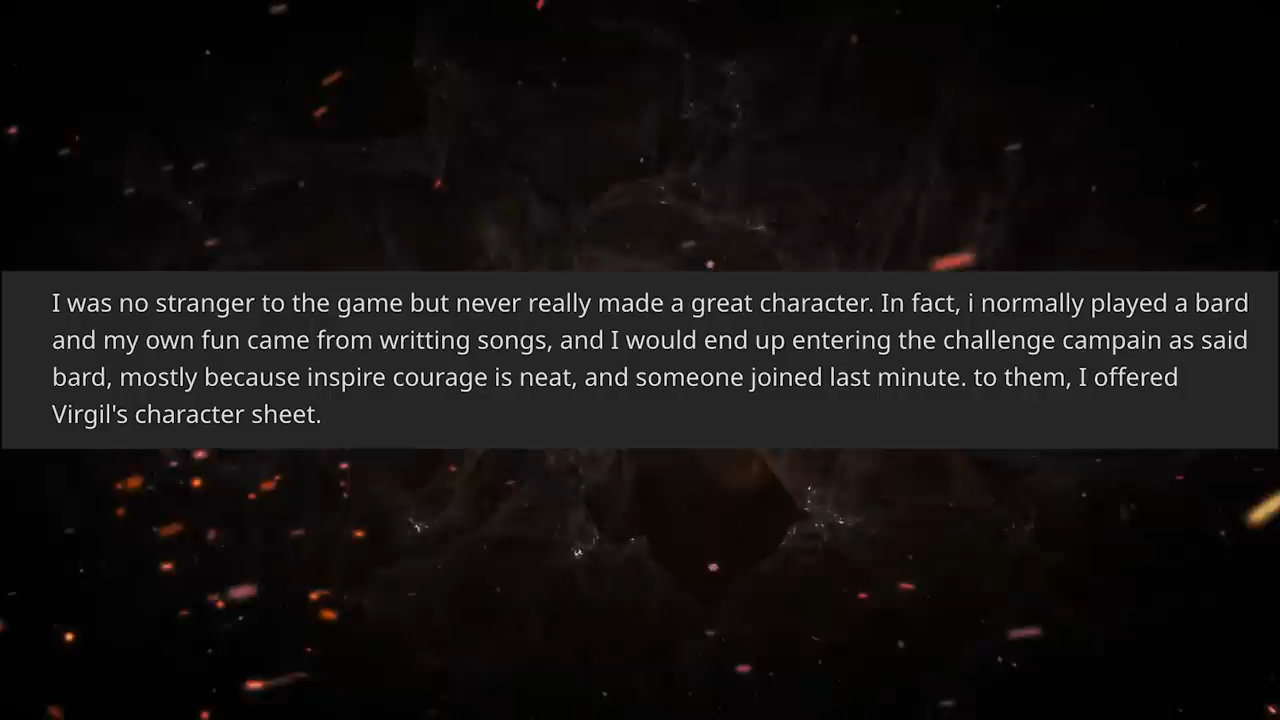 I was no stranger to the game but never really made a great character. In fact, i normally played a bard
and my own fun came from writting songs, and I would end up entering the challenge campain as said
bard, mostly because inspire courage is neat, and someone joined last minute. to them, I offered
Virgil's character sheet.